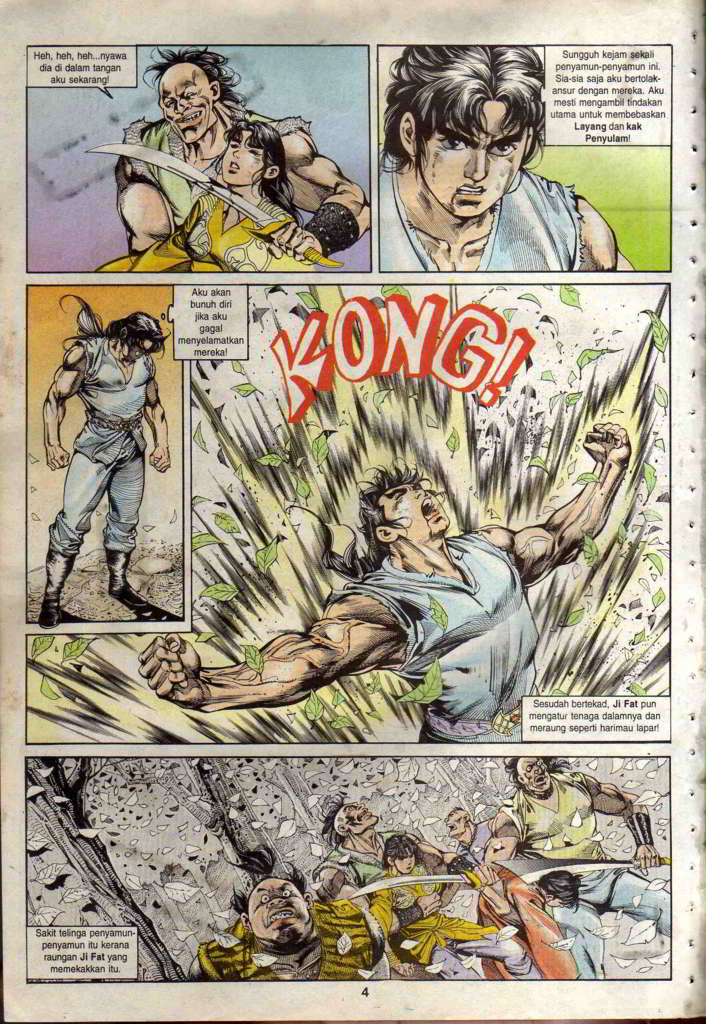 Heh, heh, heh...nyawa
dia di dalam tangan
aku sekarang!
Sungguh kejam sekali
penyamun-penyamun ini.
Sia-sia saja aku bertolak-
ansur dengan mereka. Aku
mesti mengambil tindakan
utama untuk membebaskan
Layang dan kak
Penyulam!
Aku akan
bunuh diri
jika aku
gagal
menyelamatkan
mereka!
KONG!
Sesudah bertekad, Ji Fat pun
mengatur tenaga dalamnya dan
meraung seperti harimau lapar!
Sakit telinga penyamun-
penyamun itu kerana
raungan Ji Fat yang
memekakkan itu.
4